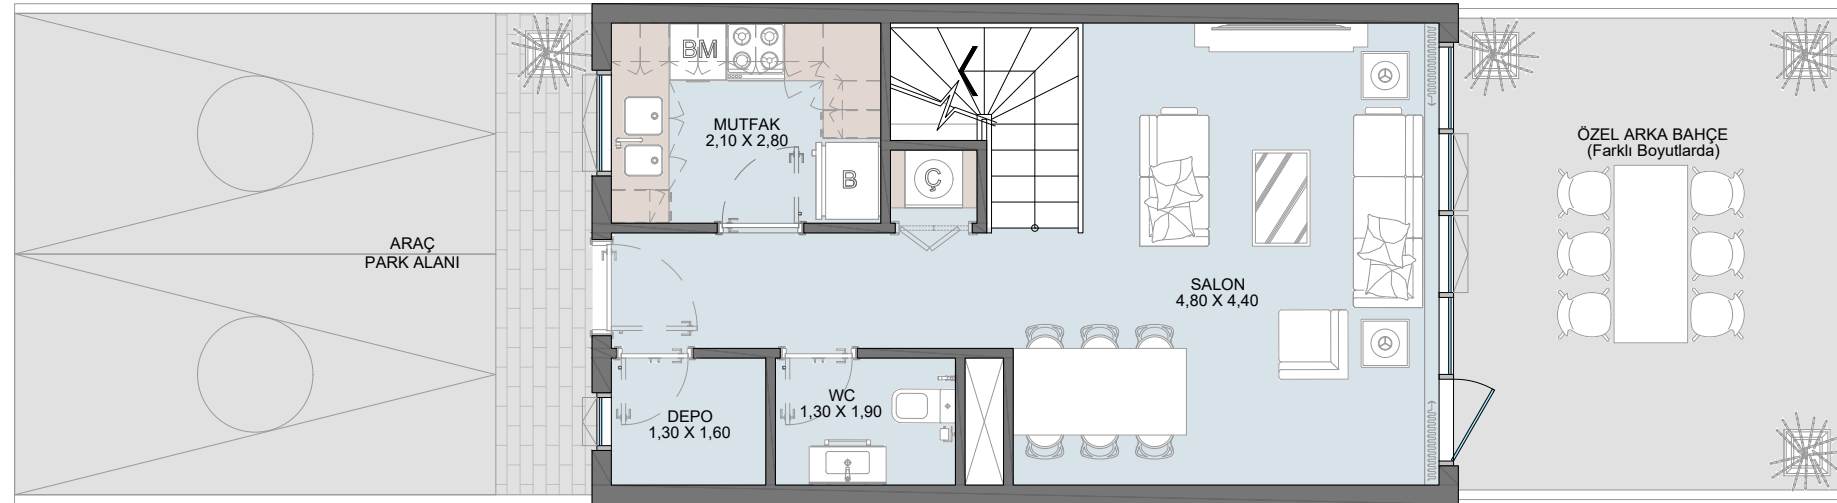 BM
MUTFAK
2,10 X 2,80
B
Ç
ARAÇ
PARK ALANI
SALON
4,80 X 4,40
ÖZEL ARKA BAHÇE
(Farklı Boyutlarda)
DEPO
1,30 X 1,60
WC
1,30 X 1,90